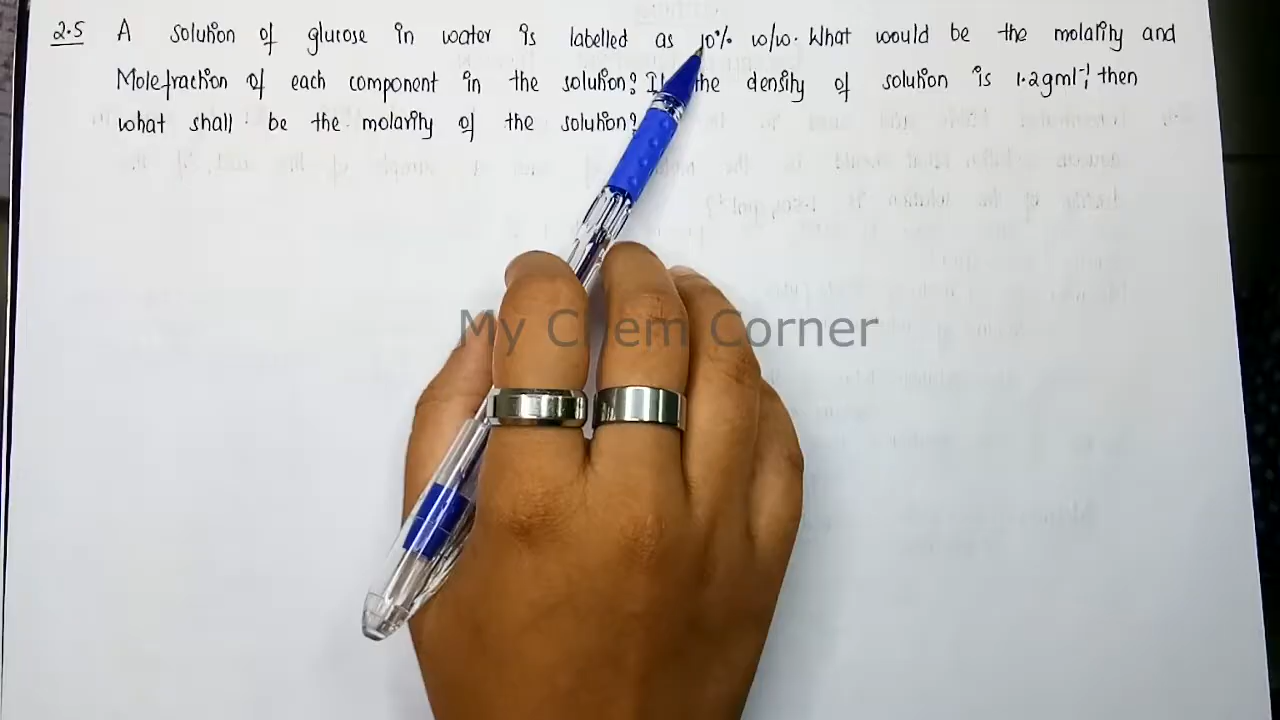 2.5 A solution of glucose in water is labelled as 10% w/w. What would be the molality and
Molefraction of each component in the solution? If the density of solution is 1.2gml⁻¹, then
what shall be the molarity of the solution?
My Chem Corner